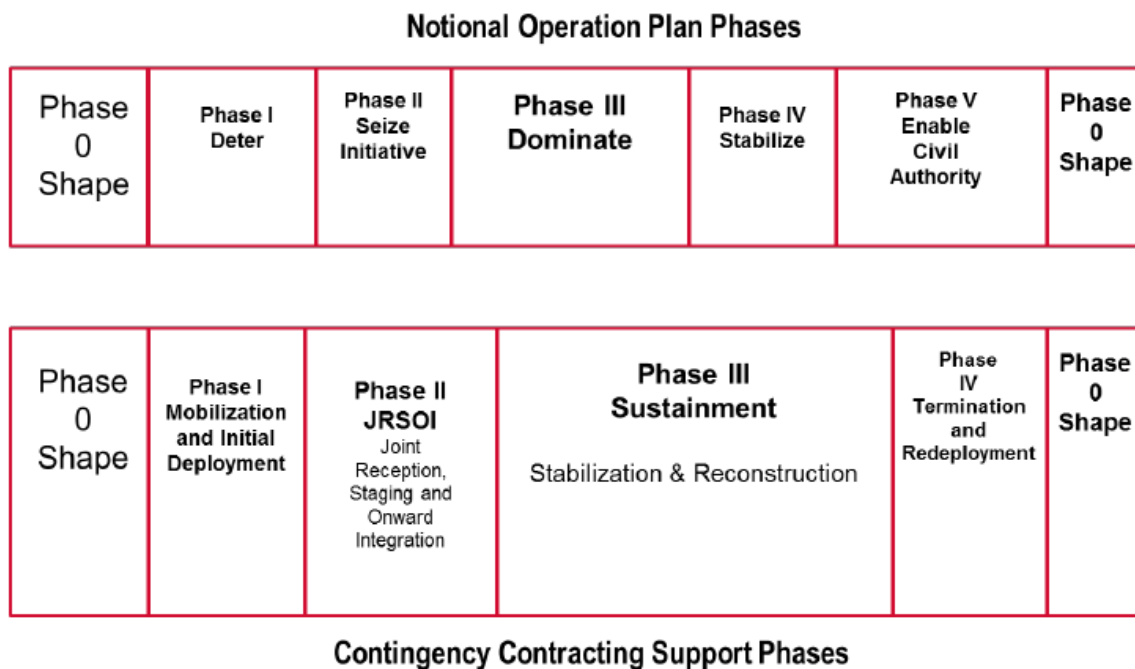 Notional Operation Plan Phases
Phase
0
Shape
Phase I
Deter
Phase II
Seize
Initiative
Phase III
Dominate
Phase IV
Stabilize
Phase V
Enable
Civil
Authority
Phase
0
Shape
Phase
0
Shape
Phase I
Mobilization
and Initial
Deployment
Phase II
JRSOI
Joint
Reception,
Staging and
Onward
Integration
Phase III
Sustainment
Stabilization & Reconstruction
Phase
IV
Termination
and
Redeployment
Phase
0
Shape
Contingency Contracting Support Phases